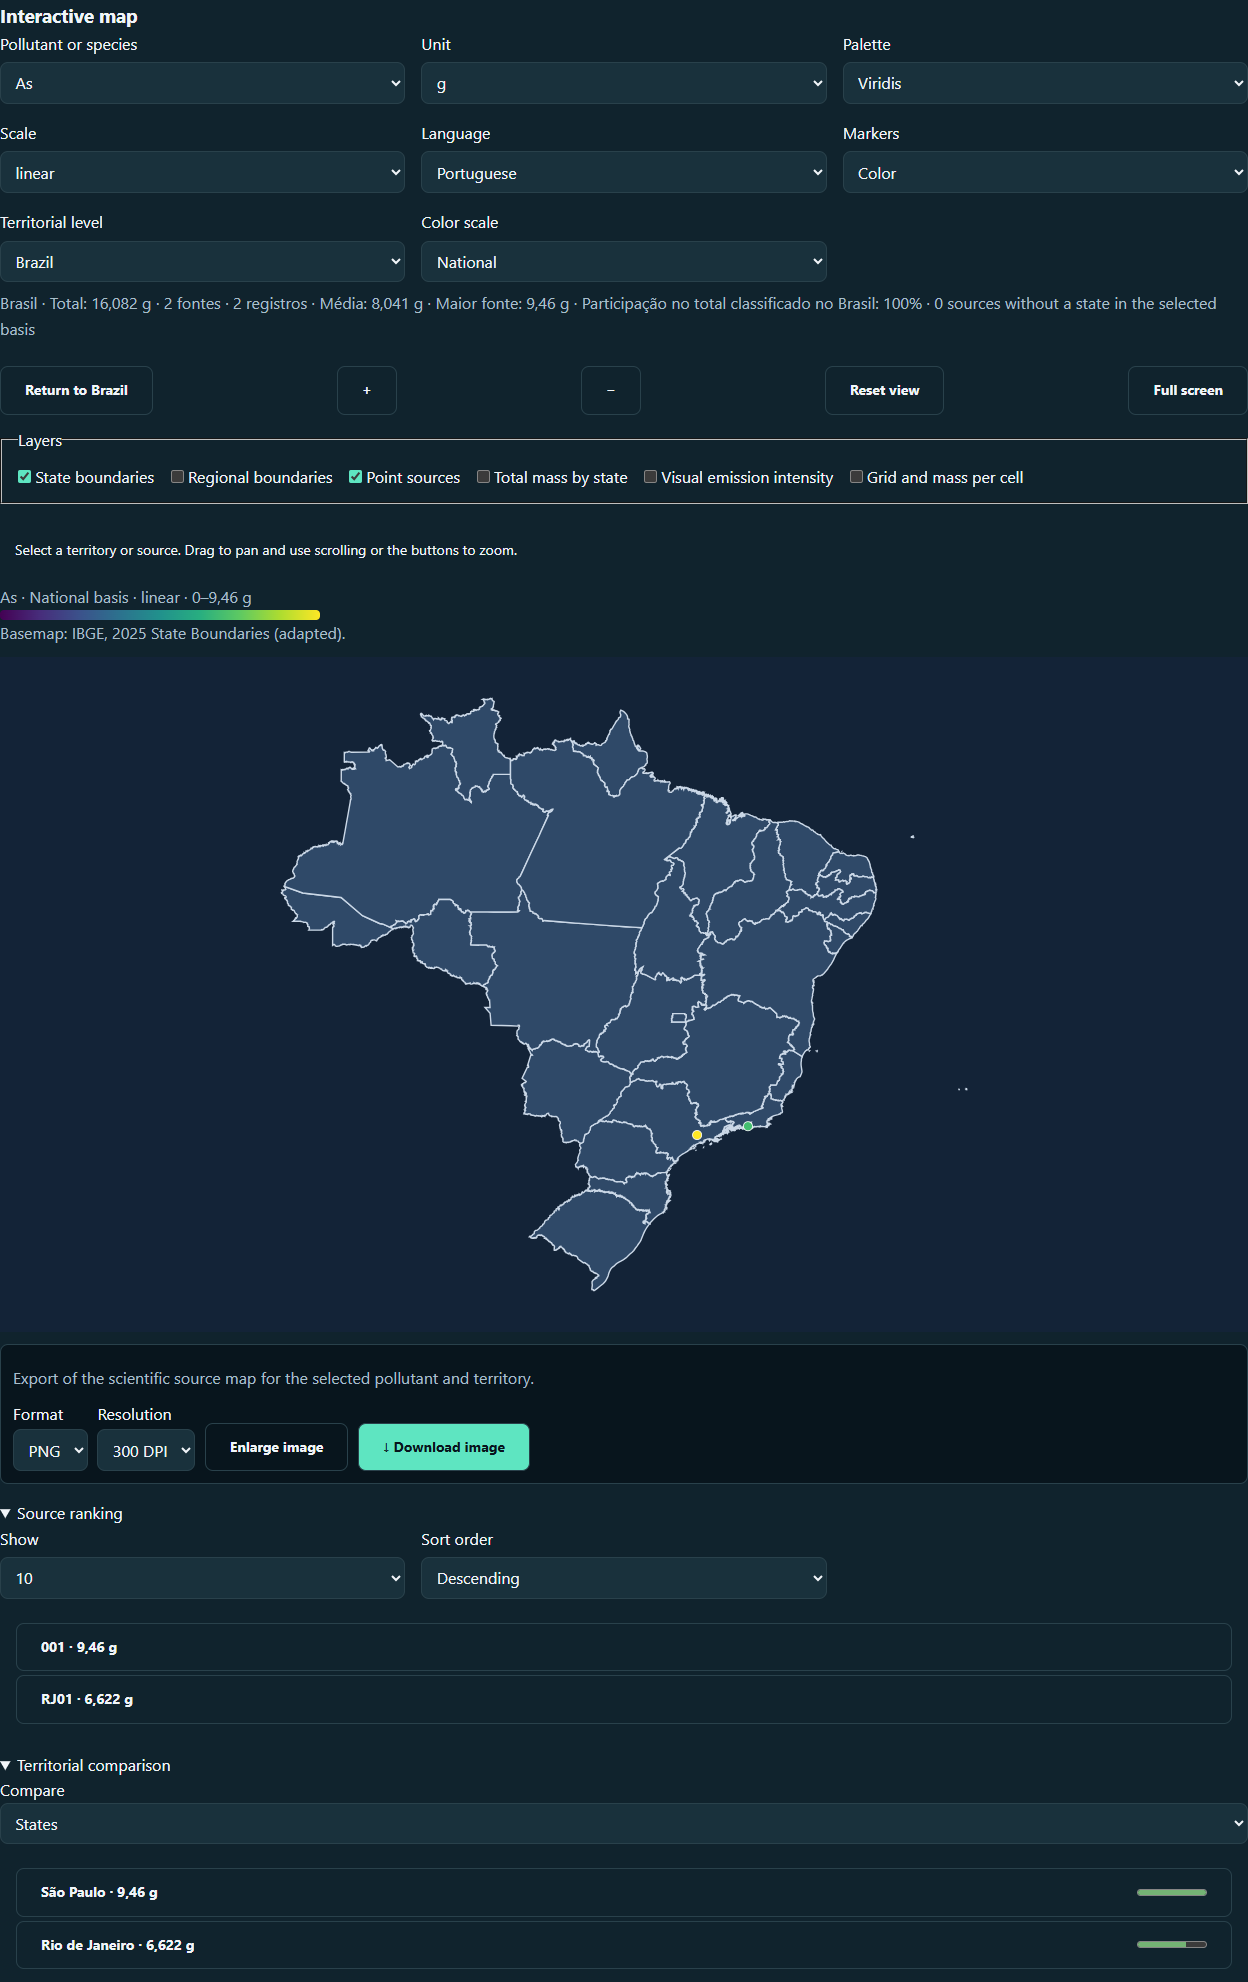 Interactive map
Pollutant or species
Unit
Palette
As
g
Viridis
Scale
Language
Markers
linear
Portuguese
Color
Territorial level
Color scale
Brazil
National
Brasil · Total: 16,082 g · 2 fontes · 2 registros · Média: 8,041 g · Maior fonte: 9,46 g · Participação no total classificado no Brasil: 100% · 0 sources without a state in the selected
basis
Return to Brazil
+
−
Reset view
Full screen
Layers
State boundaries
Regional boundaries
Point sources
Total mass by state
Visual emission intensity
Grid and mass per cell
Select a territory or source. Drag to pan and use scrolling or the buttons to zoom.
As · National basis · linear · 0–9,46 g
Basemap: IBGE, 2025 State Boundaries (adapted).
Export of the scientific source map for the selected pollutant and territory.
Format
Resolution
PNG
300 DPI
Enlarge image
↓ Download image
▼ Source ranking
Show
Sort order
10
Descending
001 · 9,46 g
RJ01 · 6,622 g
▼ Territorial comparison
Compare
States
São Paulo · 9,46 g
Rio de Janeiro · 6,622 g